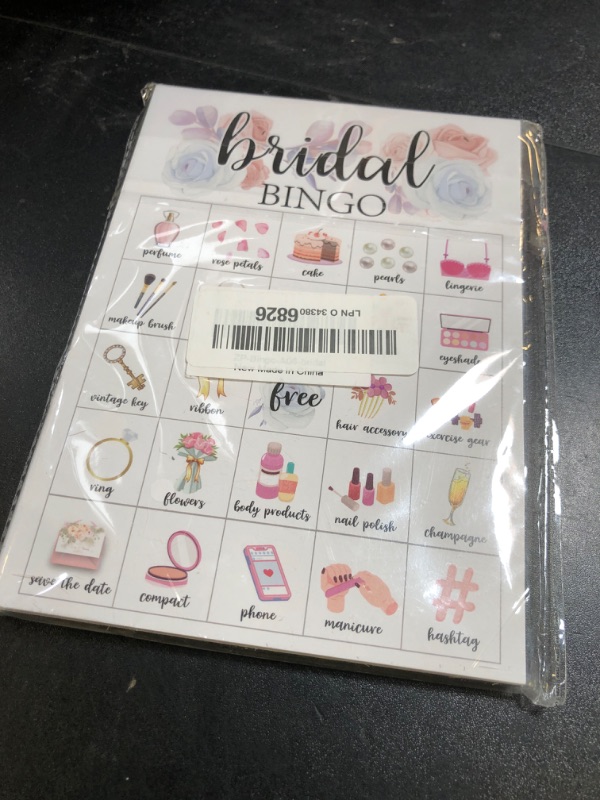 bridal
BINGO
perfume
rose petals
cake
pearls
lingerie
makeup brush
LPN O 34380
6826
New Made in China
eyeshado
vintage key
ribbon
free
hair accessory
exercise gear
ring
flowers
body products
nail polish
champagne
save the date
compact
phone
manicure
hashtag